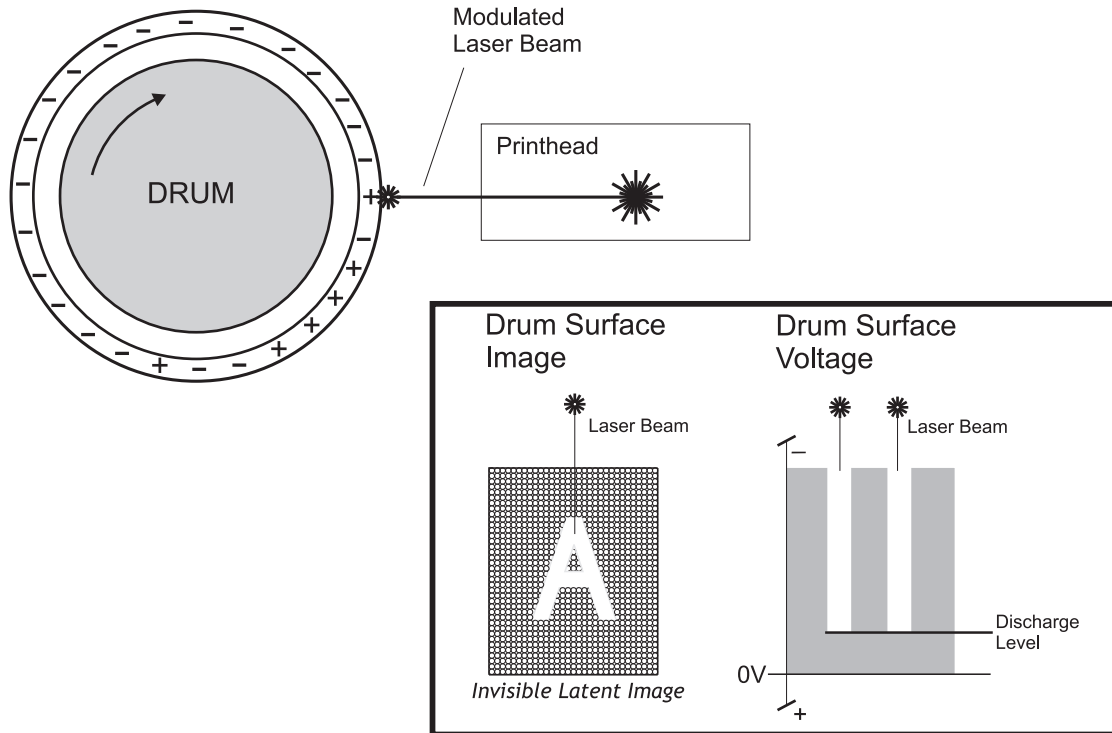 Modulated
Laser Beam
Printhead
DRUM
Drum Surface
Image
Laser Beam
Invisible Latent Image
Drum Surface
Voltage
Laser Beam
−
Discharge
Level
0V
+